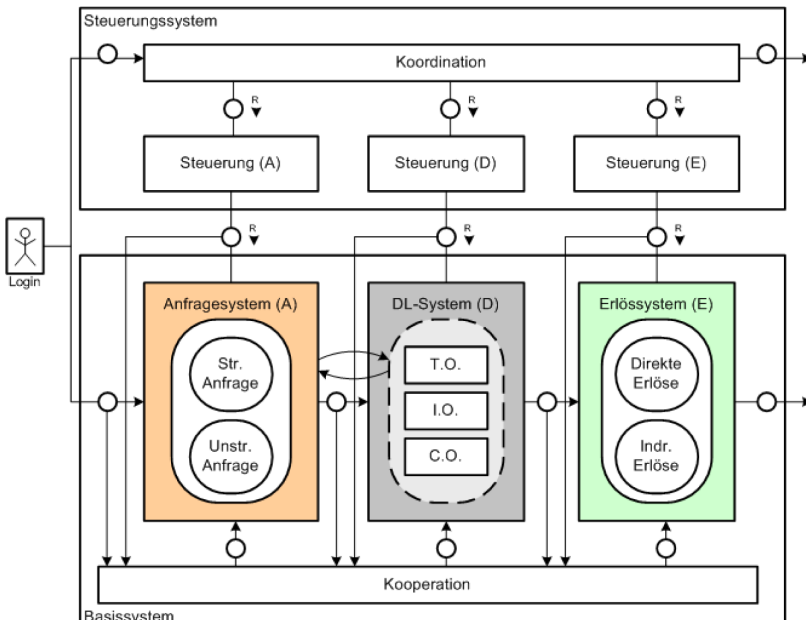 Steuerungssystem
Koordination
R
R
R
Steuerung (A)
Steuerung (D)
Steuerung (E)
R
R
R
Login
Anfragesystem (A)
DL-System (D)
Erlössystem (E)
Str.
Anfrage
T.O.
Direkte
Erlöse
I.O.
Unstr.
Anfrage
C.O.
Indr.
Erlöse
Kooperation
Basissystem